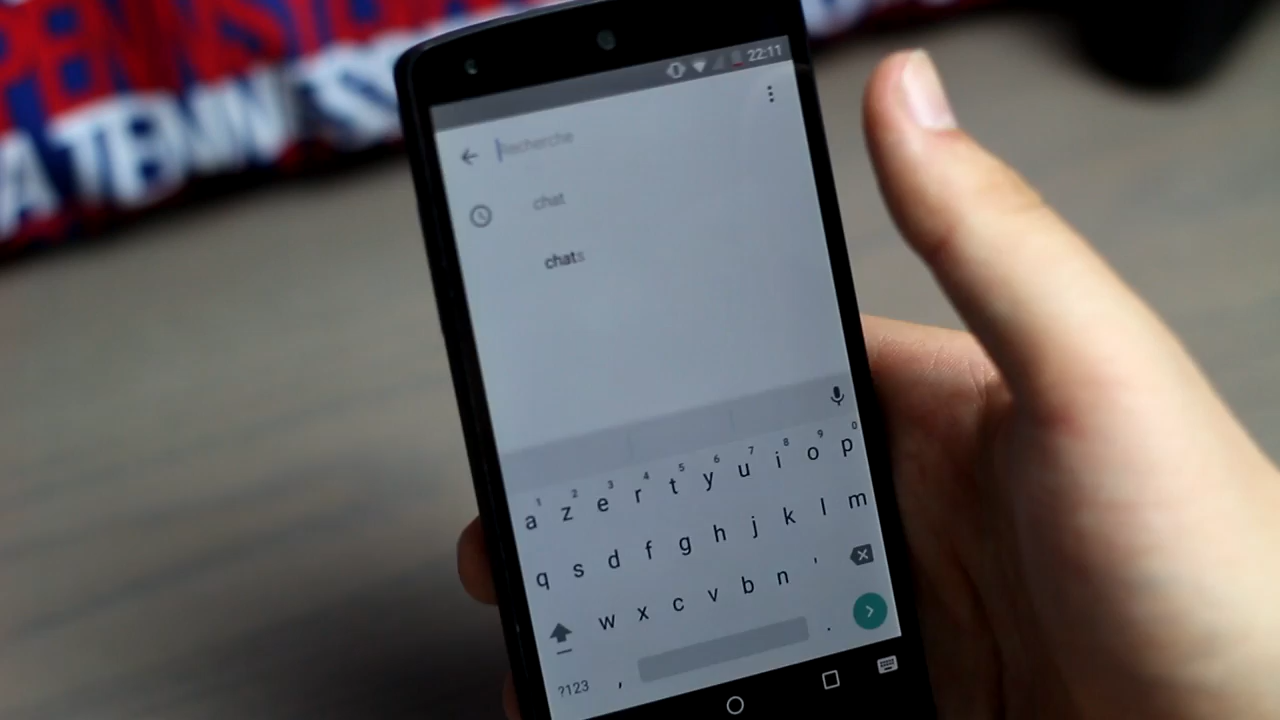 22:11
Recherche
chat
chats
1 2 3 4 5 6 7 8 9 0
a z e r t y u i o p
q s d f g h j k l m
w x c v b n '
?123 , .